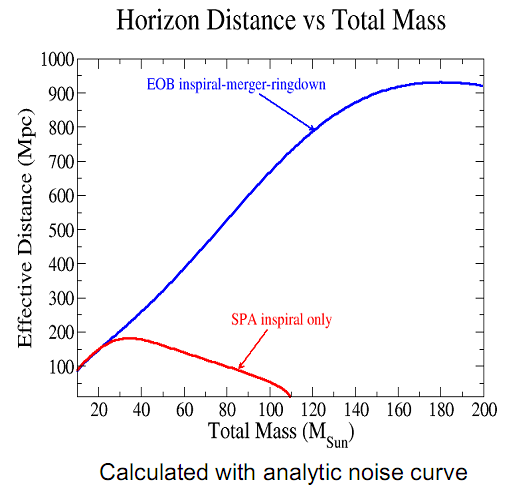 Horizon Distance vs Total Mass
1000
900
800
700
600
500
400
300
200
100
Effective Distance (Mpc)
EOB inspiral-merger-ringdown
SPA inspiral only
20 40 60 80 100 120 140 160 180 200
Total Mass (M_Sun)
Calculated with analytic noise curve